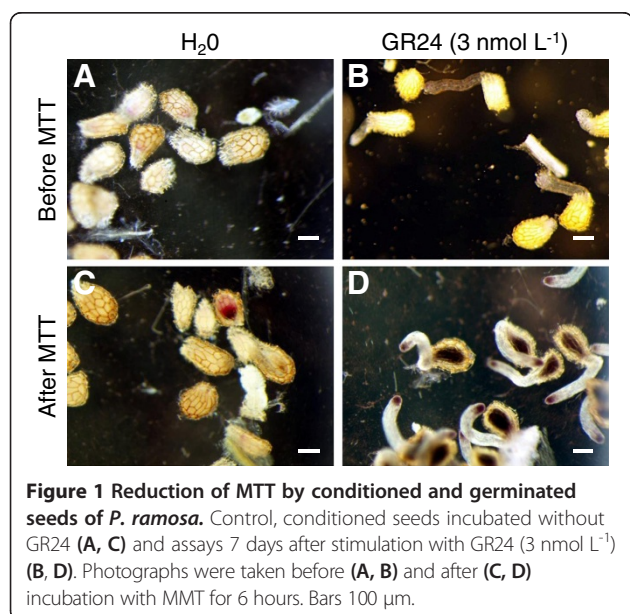 H₂0
GR24 (3 nmol L⁻¹)
Before MTT
A
B
After MTT
C
D
Figure 1 Reduction of MTT by conditioned and germinated
seeds of P. ramosa. Control, conditioned seeds incubated without
GR24 (A, C) and assays 7 days after stimulation with GR24 (3 nmol L⁻¹)
(B, D). Photographs were taken before (A, B) and after (C, D)
incubation with MMT for 6 hours. Bars 100 μm.